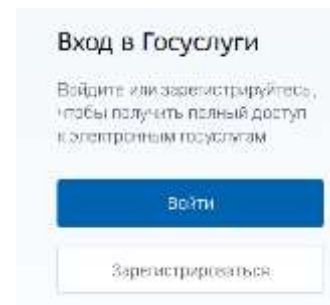 Вход в Госуслуги
Войдите или зарегистрируйтесь,
чтобы получить полный доступ
к электронным госуслугам
Войти
Зарегистрироваться